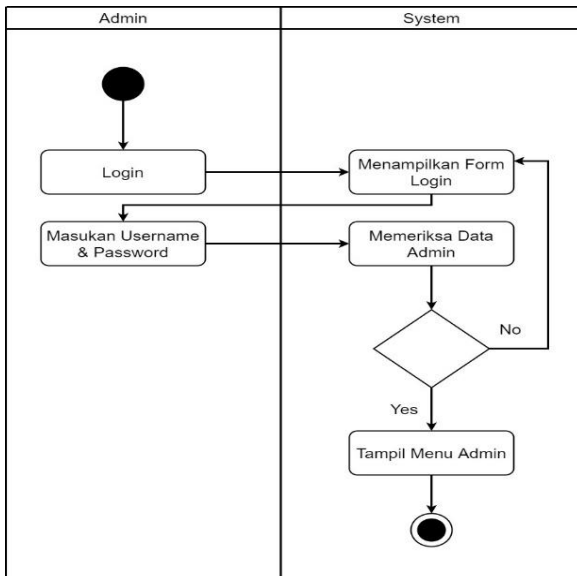 Admin
System
Login
Menampilkan Form
Login
Masukan Username
& Password
Memeriksa Data
Admin
No
Yes
Tampil Menu Admin